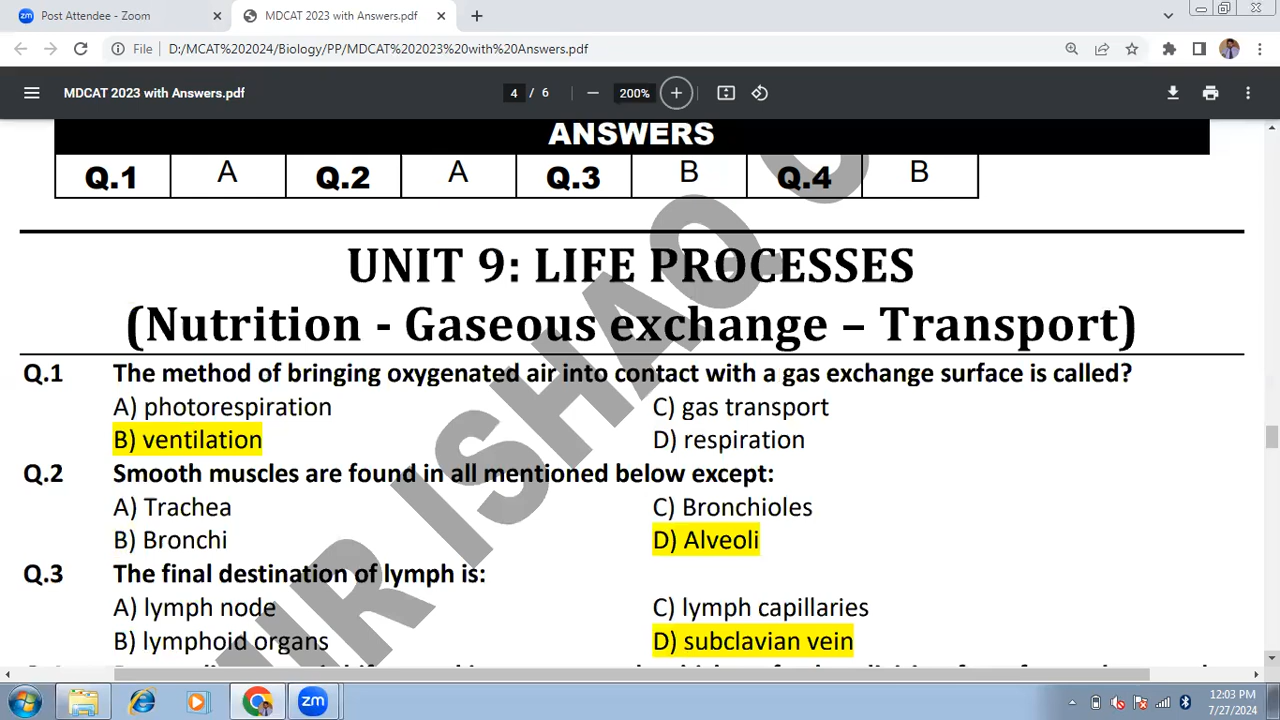 Post Attendee - Zoom
MDCAT 2023 with Answers.pdf
File D:/MCAT%202024/Biology/PP/MDCAT%202023%20with%20Answers.pdf
MDCAT 2023 with Answers.pdf 4 / 6 200%
ANSWERS
Q.1 A Q.2 A Q.3 B Q.4 B
UNIT 9: LIFE PROCESSES
(Nutrition - Gaseous exchange – Transport)
Q.1 The method of bringing oxygenated air into contact with a gas exchange surface is called?
A) photorespiration C) gas transport
B) ventilation D) respiration
Q.2 Smooth muscles are found in all mentioned below except:
A) Trachea C) Bronchioles
B) Bronchi D) Alveoli
Q.3 The final destination of lymph is:
A) lymph node C) lymph capillaries
B) lymphoid organs D) subclavian vein
12:03 PM
7/27/2024